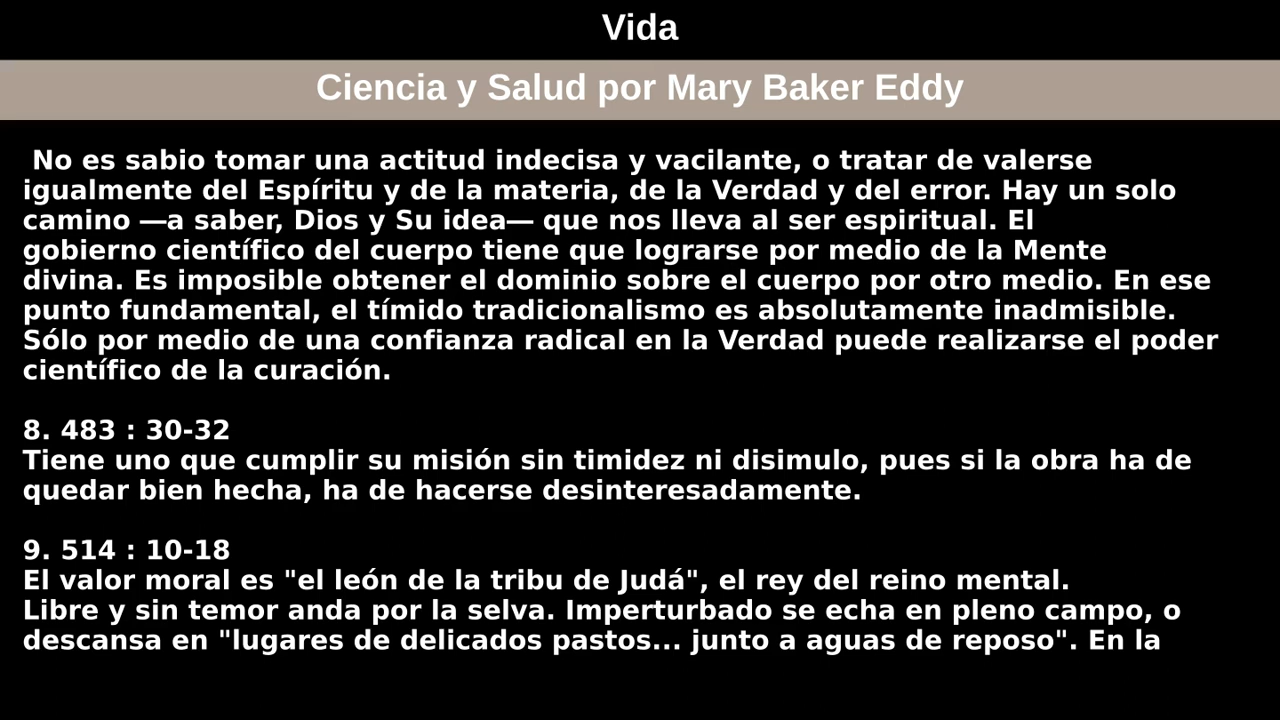 Vida
Ciencia y Salud por Mary Baker Eddy
No es sabio tomar una actitud indecisa y vacilante, o tratar de valerse
igualmente del Espíritu y de la materia, de la Verdad y del error. Hay un solo
camino —a saber, Dios y Su idea— que nos lleva al ser espiritual. El
gobierno científico del cuerpo tiene que lograrse por medio de la Mente
divina. Es imposible obtener el dominio sobre el cuerpo por otro medio. En ese
punto fundamental, el tímido tradicionalismo es absolutamente inadmisible.
Sólo por medio de una confianza radical en la Verdad puede realizarse el poder
científico de la curación.
8. 483 : 30-32
Tiene uno que cumplir su misión sin timidez ni disimulo, pues si la obra ha de
quedar bien hecha, ha de hacerse desinteresadamente.
9. 514 : 10-18
El valor moral es "el león de la tribu de Judá", el rey del reino mental.
Libre y sin temor anda por la selva. Imperturbado se echa en pleno campo, o
descansa en "lugares de delicados pastos... junto a aguas de reposo". En la